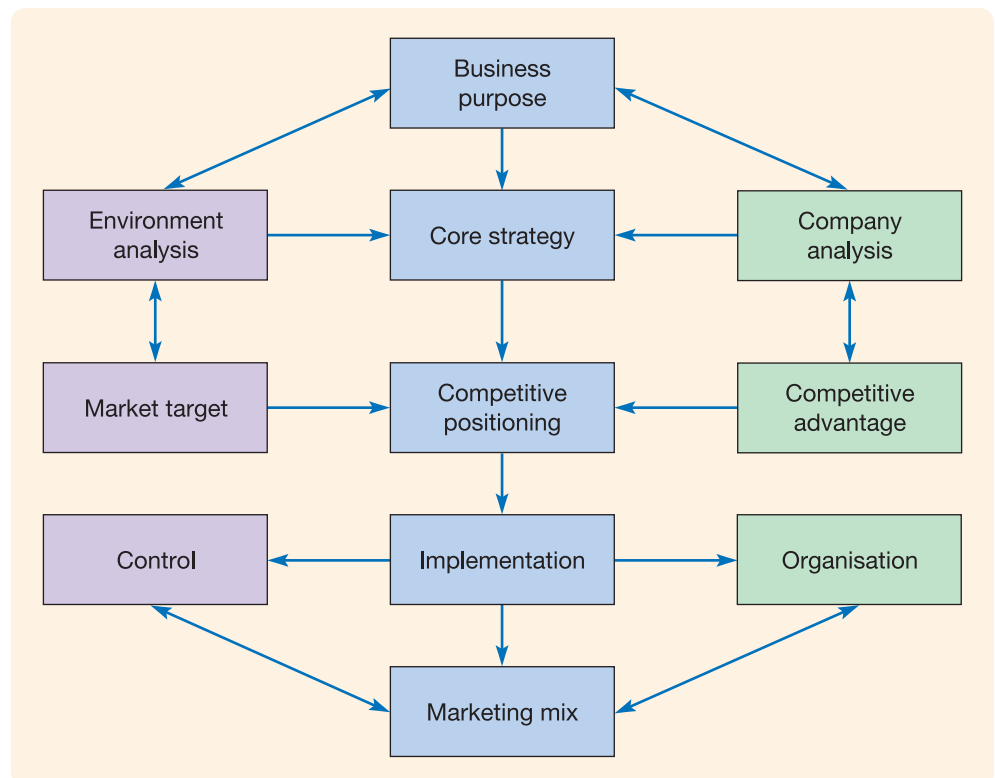 Business
purpose
Environment
analysis
Core strategy
Company
analysis
Market target
Competitive
positioning
Competitive
advantage
Control
Implementation
Organisation
Marketing mix